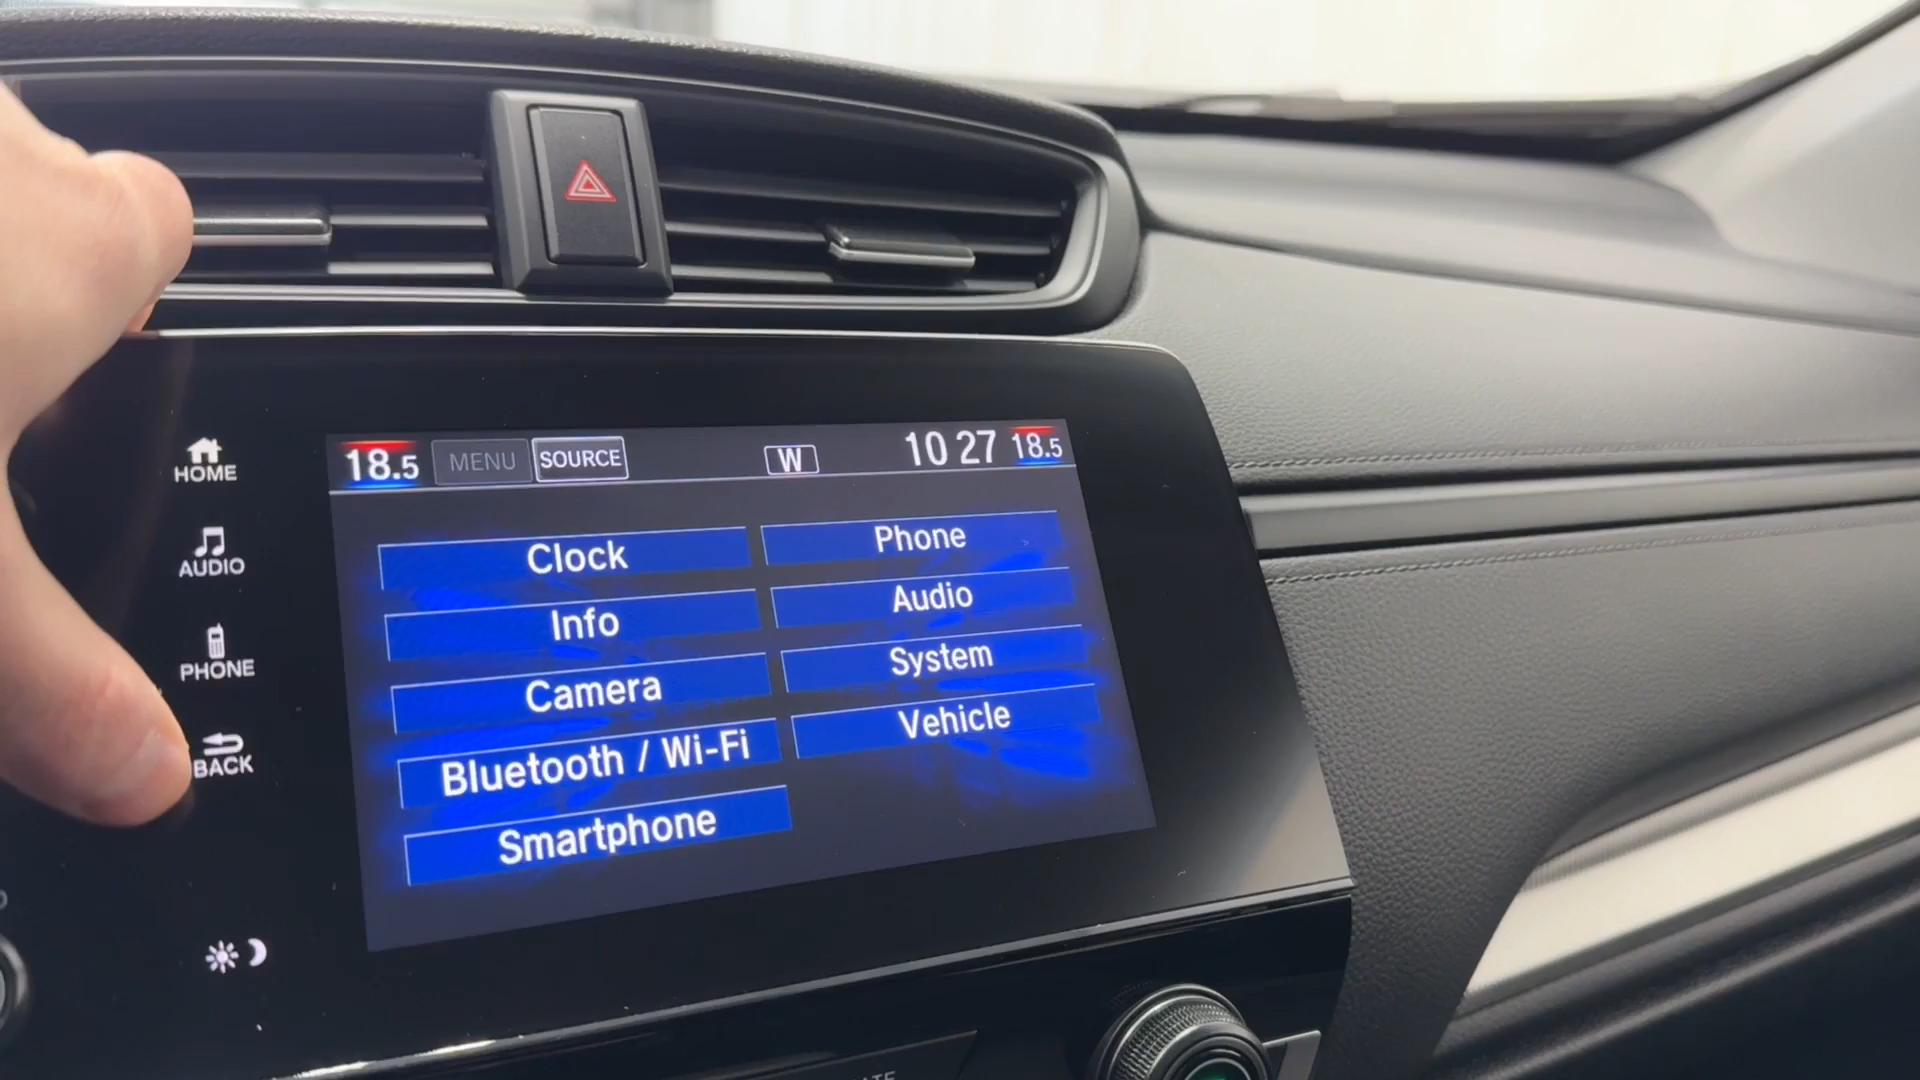 18.5 MENU SOURCE W 10 27 18.5
HOME
AUDIO
PHONE
BACK
Clock
Phone
Info
Audio
Camera
System
Bluetooth / Wi-Fi
Vehicle
Smartphone